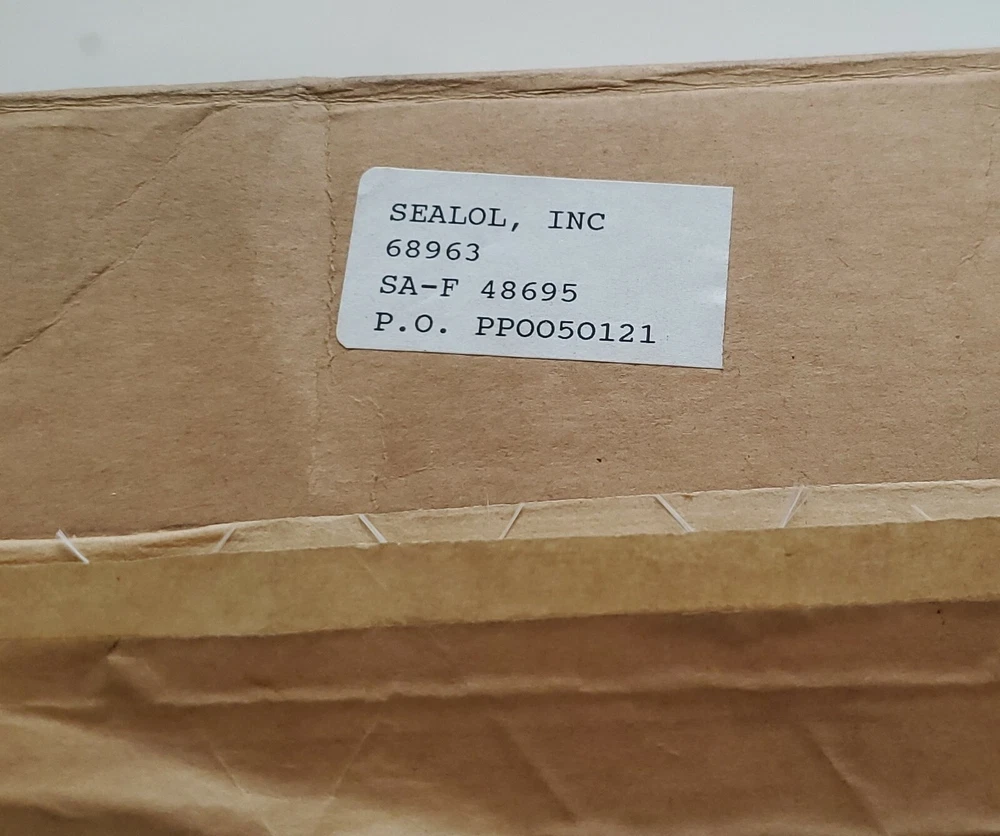 SEALOL, INC
68963
SA-F 48695
P.O. PP0050121